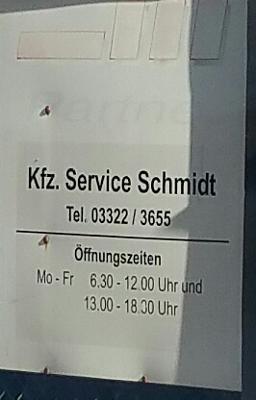 Partner
Kfz. Service Schmidt
Tel. 03322 / 3655
Öffnungszeiten
Mo - Fr 6.30 - 12.00 Uhr und
13.00 - 18.30 Uhr